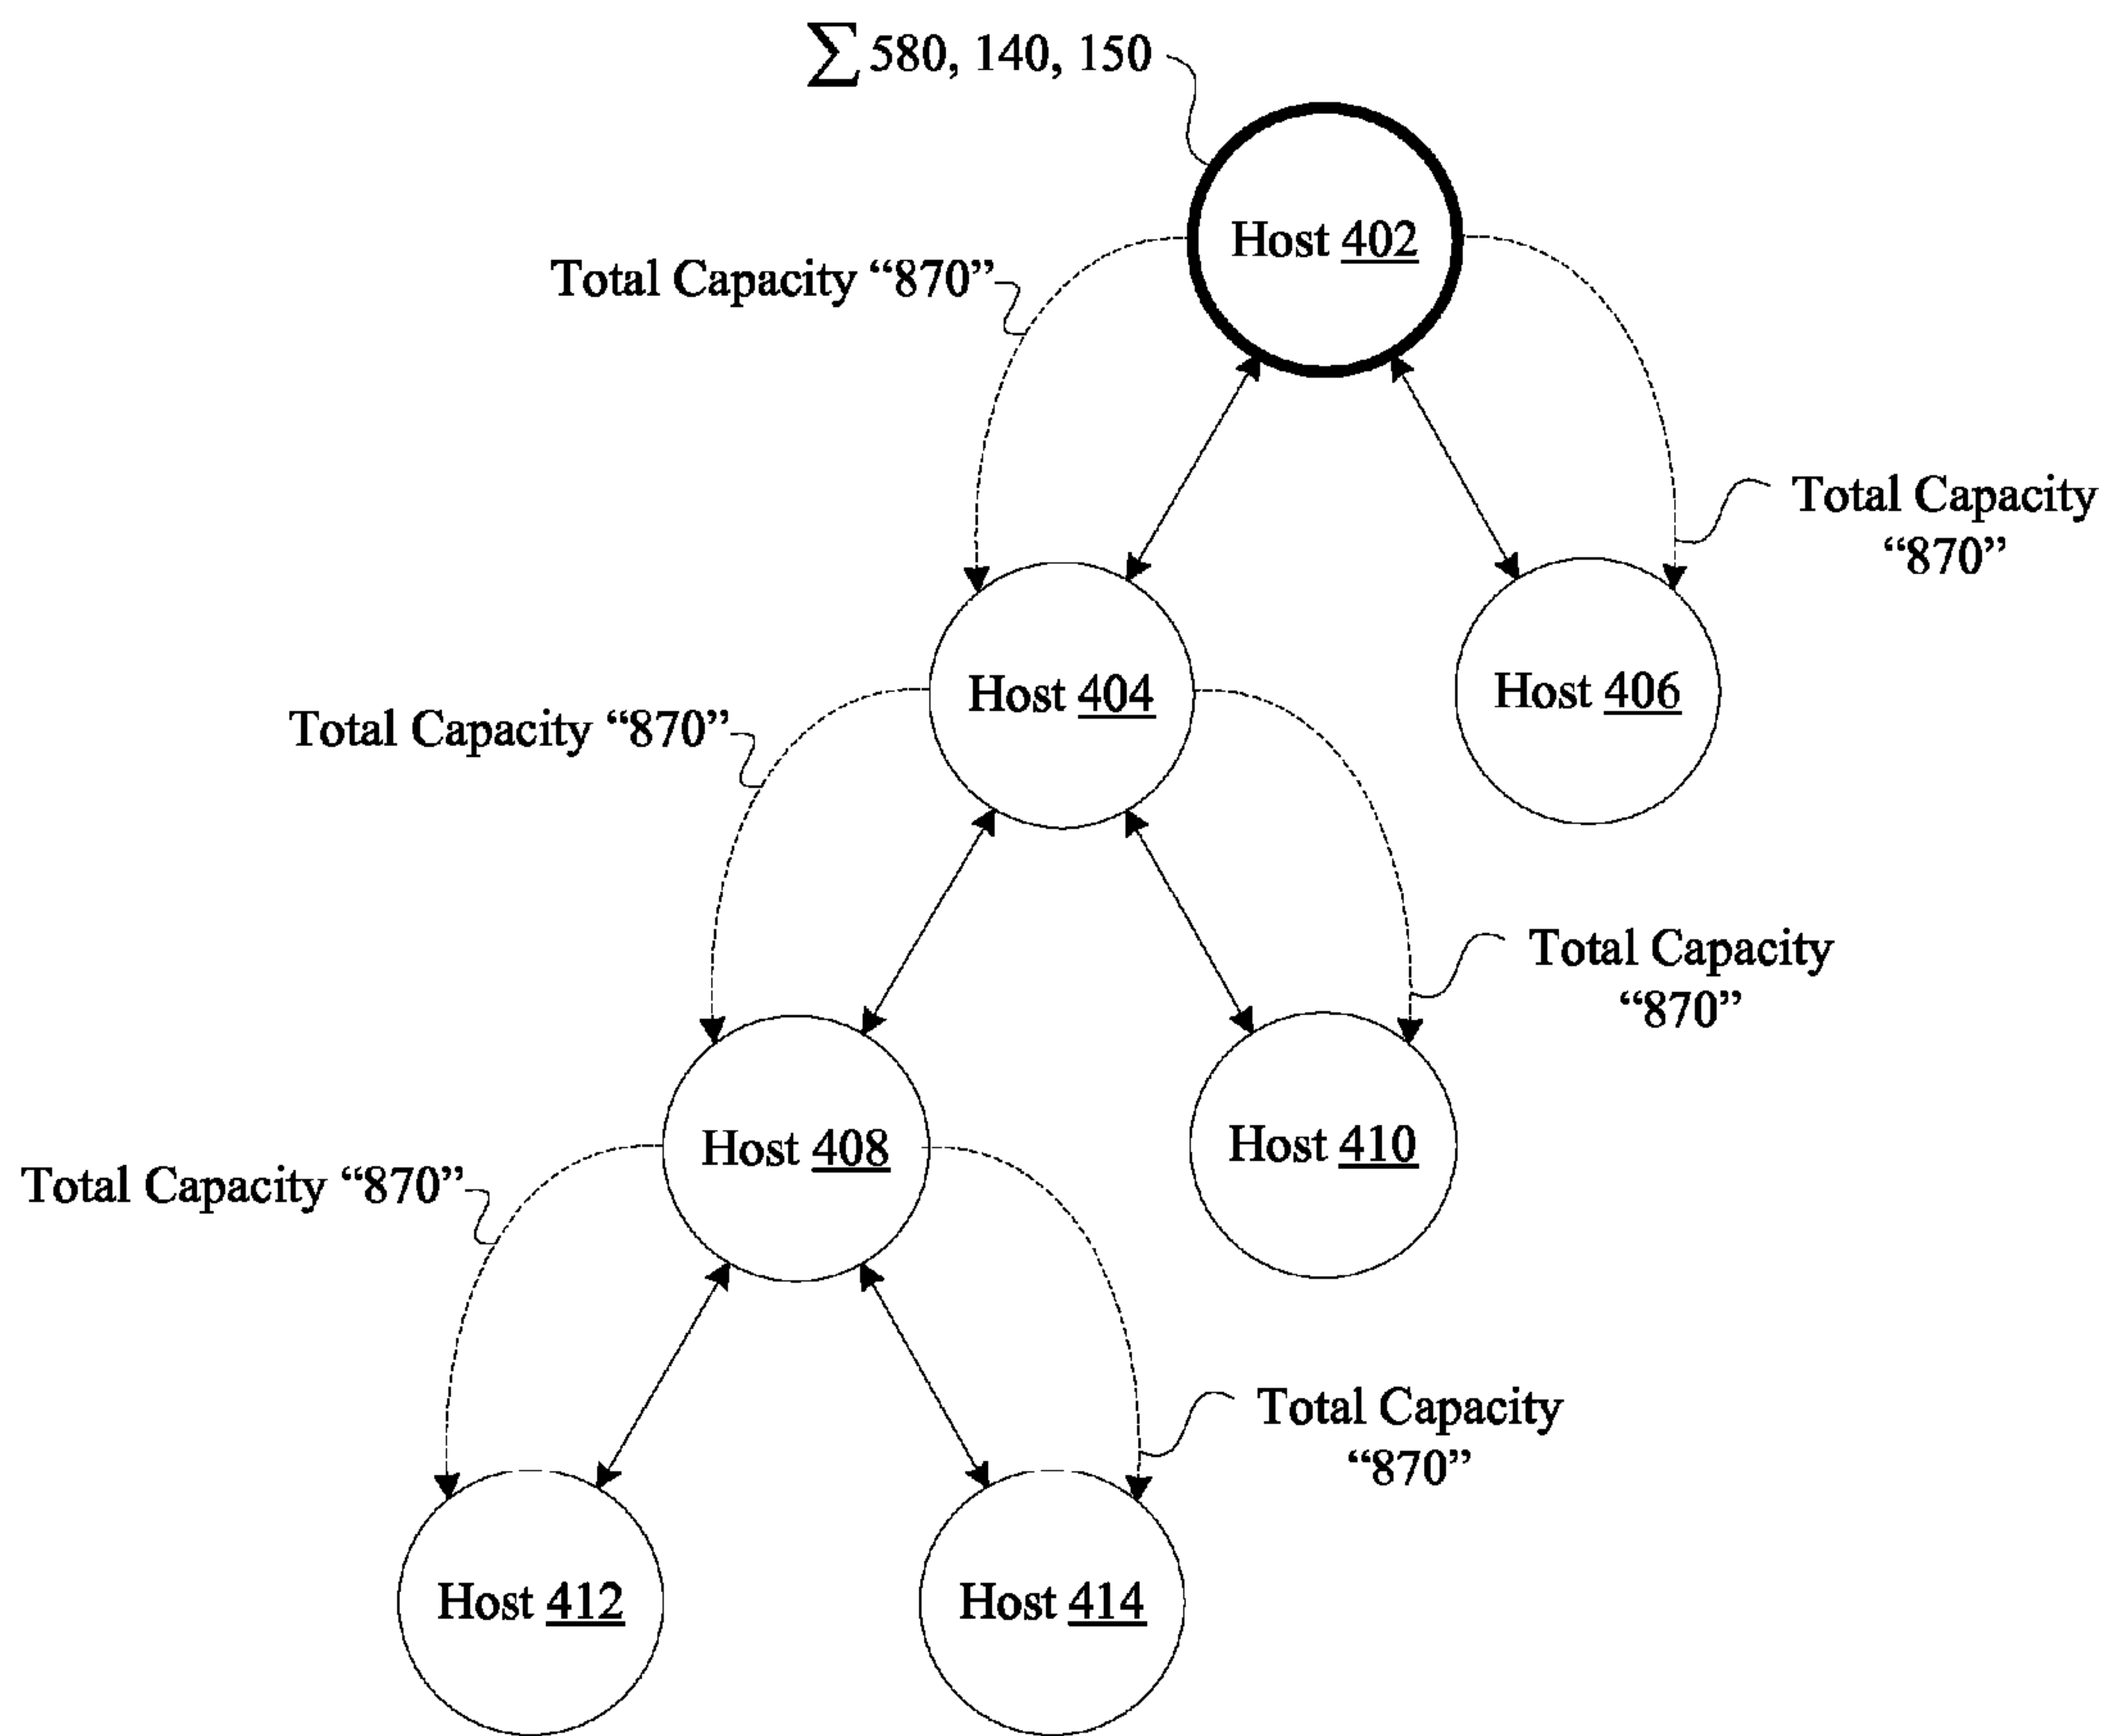 ∑ 580, 140, 150
Host 402
Total Capacity “870”
Total Capacity
“870”
Host 404
Host 406
Total Capacity “870”
Total Capacity
“870”
Host 408
Host 410
Total Capacity “870”
Total Capacity
“870”
Host 412
Host 414